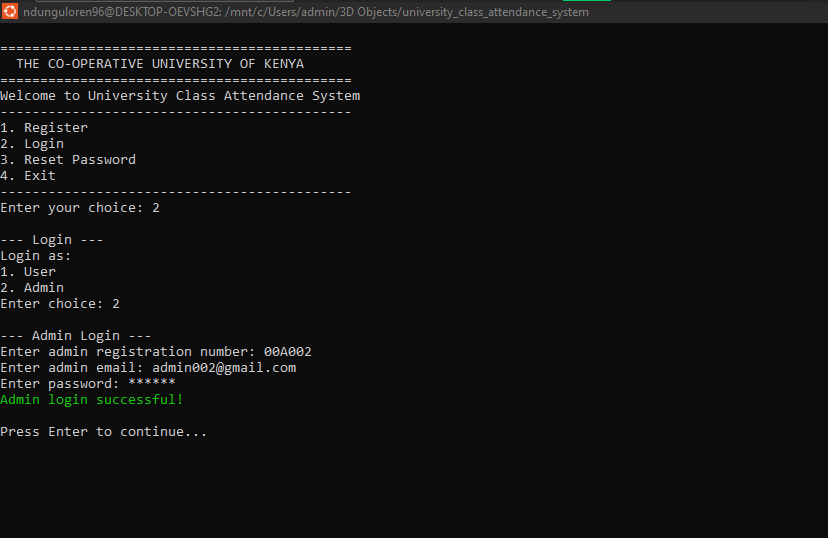 ndunguloren96@DESKTOP-OEVSHG2: /mnt/c/Users/admin/3D Objects/university_class_attendance_system
============================================
THE CO-OPERATIVE UNIVERSITY OF KENYA
============================================
Welcome to University Class Attendance System
--------------------------------------------
1. Register
2. Login
3. Reset Password
4. Exit
--------------------------------------------
Enter your choice: 2
--- Login ---
Login as:
1. User
2. Admin
Enter choice: 2
--- Admin Login ---
Enter admin registration number: 00A002
Enter admin email: admin002@gmail.com
Enter password: ******
Admin login successful!
Press Enter to continue...